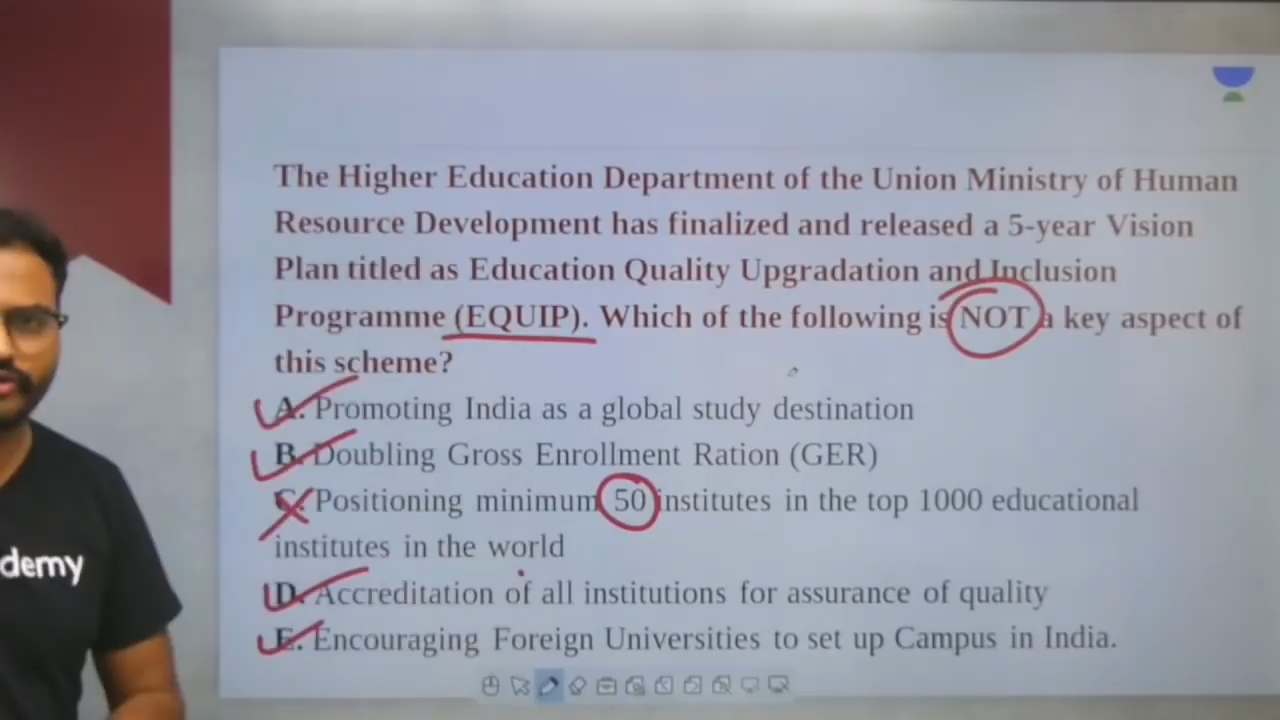 The Higher Education Department of the Union Ministry of Human
Resource Development has finalized and released a 5-year Vision
Plan titled as Education Quality Upgradation and Inclusion
Programme (EQUIP). Which of the following is NOT a key aspect of
this scheme?
A. Promoting India as a global study destination
B. Doubling Gross Enrollment Ration (GER)
C. Positioning minimum 50 institutes in the top 1000 educational
institutes in the world
D. Accreditation of all institutions for assurance of quality
E. Encouraging Foreign Universities to set up Campus in India.
demy